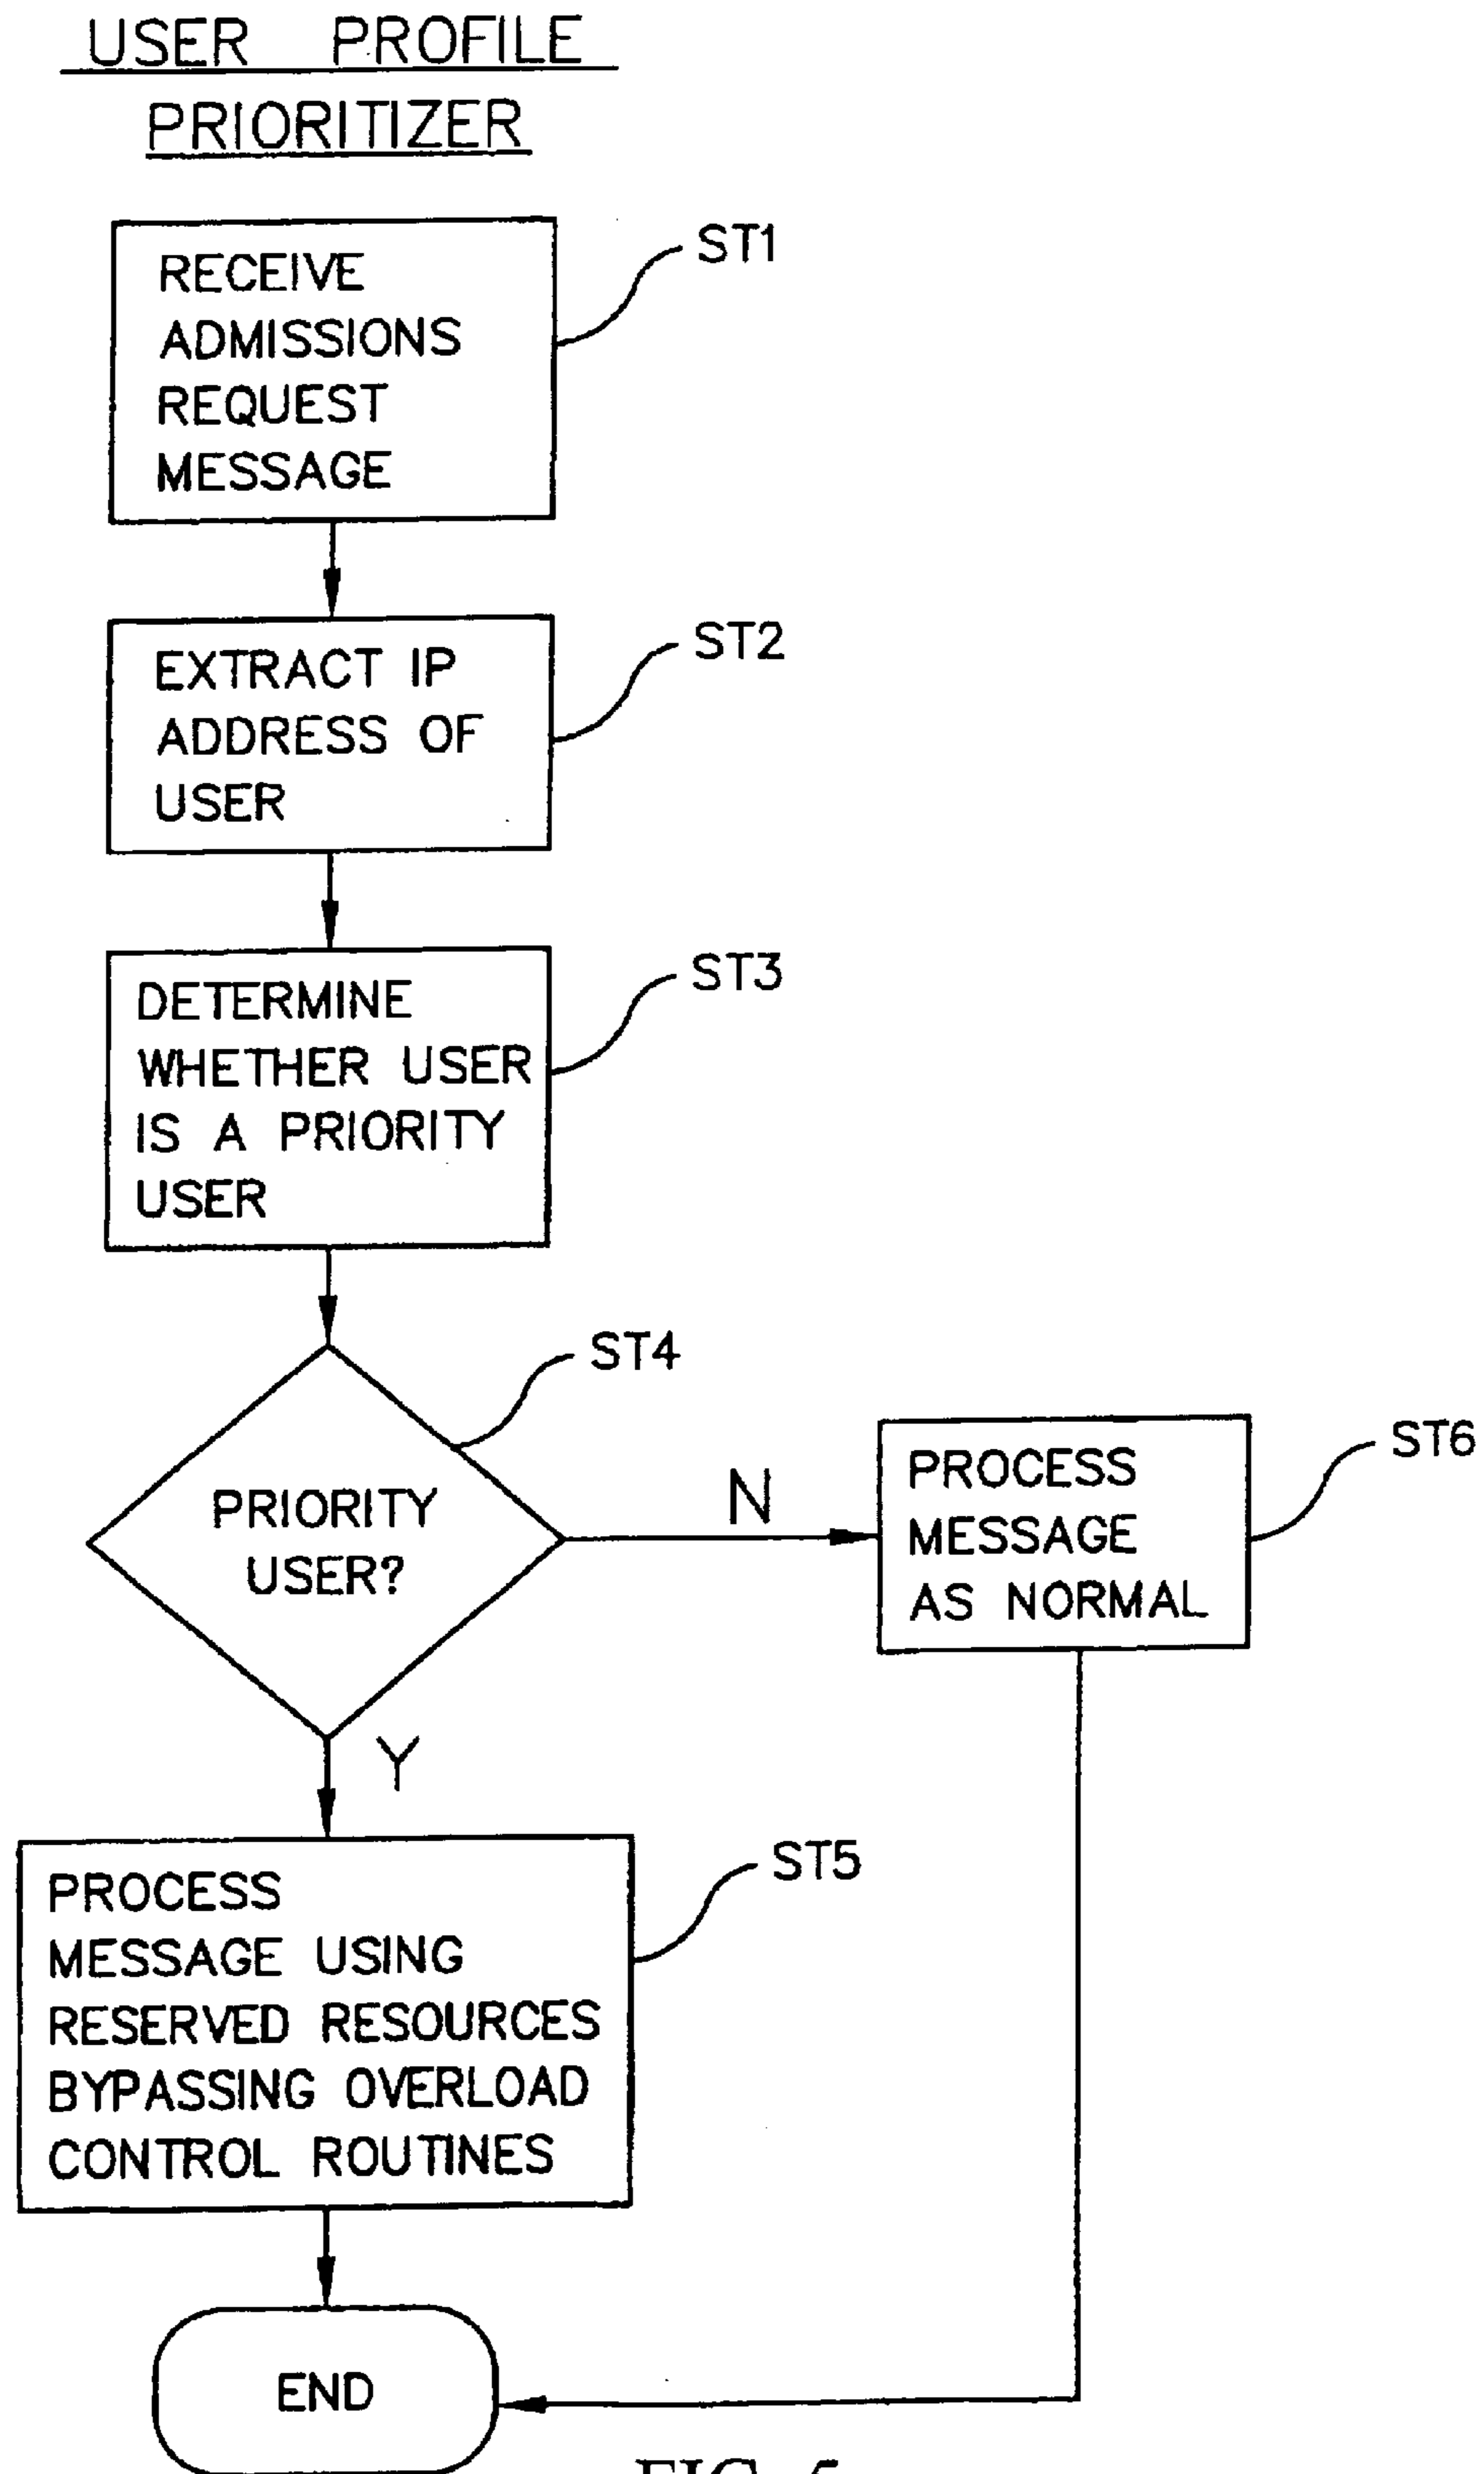 USER PROFILE
PRIORITIZER
RECEIVE
ADMISSIONS
REQUEST
MESSAGE
ST1
EXTRACT IP
ADDRESS OF
USER
ST2
DETERMINE
WHETHER USER
IS A PRIORITY
USER
ST3
PRIORITY
USER?
ST4
N
PROCESS
MESSAGE
AS NORMAL
ST6
Y
PROCESS
MESSAGE USING
RESERVED RESOURCES
BYPASSING OVERLOAD
CONTROL ROUTINES
ST5
END
FIG.